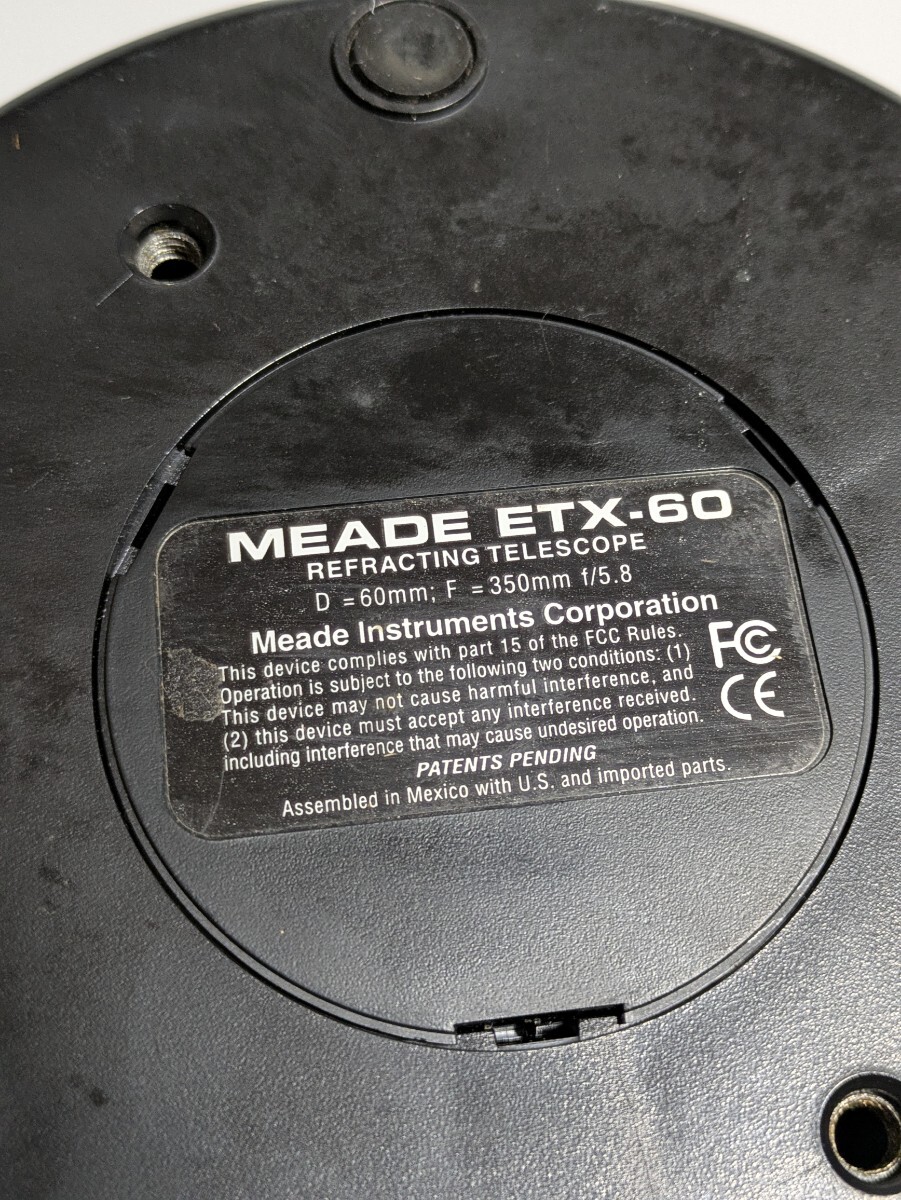 MEADE ETX-60
REFRACTING TELESCOPE
D = 60mm; F = 350mm f/5.8
Meade Instruments Corporation
This device complies with part 15 of the FCC Rules.
Operation is subject to the following two conditions: (1)
This device may not cause harmful interference, and
(2) this device must accept any interference received.
including interference that may cause undesired operation.
FC
CE
PATENTS PENDING
Assembled in Mexico with U.S. and imported parts.